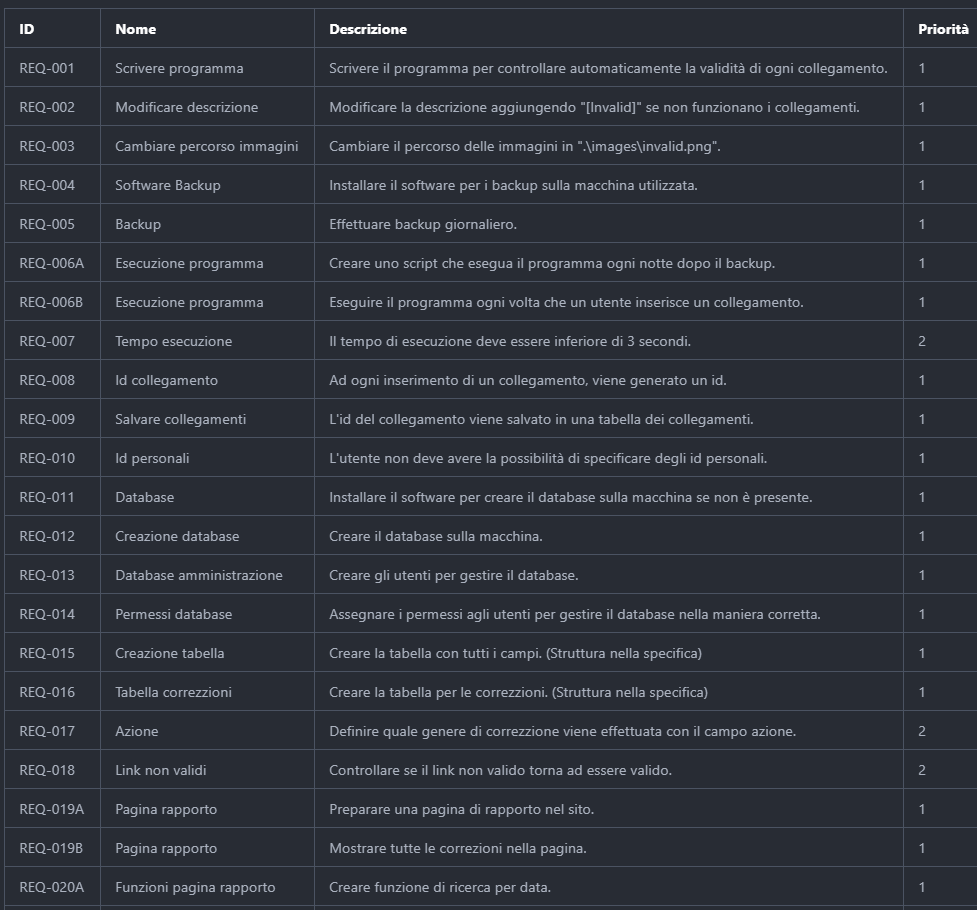 ID Nome Descrizione Priorità
REQ-001 Scrivere programma Scrivere il programma per controllare automaticamente la validità di ogni collegamento. 1
REQ-002 Modificare descrizione Modificare la descrizione aggiungendo "[Invalid]" se non funzionano i collegamenti. 1
REQ-003 Cambiare percorso immagini Cambiare il percorso delle immagini in ".\images\invalid.png". 1
REQ-004 Software Backup Installare il software per i backup sulla macchina utilizzata. 1
REQ-005 Backup Effettuare backup giornaliero. 1
REQ-006A Esecuzione programma Creare uno script che esegua il programma ogni notte dopo il backup. 1
REQ-006B Esecuzione programma Eseguire il programma ogni volta che un utente inserisce un collegamento. 1
REQ-007 Tempo esecuzione Il tempo di esecuzione deve essere inferiore di 3 secondi. 2
REQ-008 Id collegamento Ad ogni inserimento di un collegamento, viene generato un id. 1
REQ-009 Salvare collegamenti L'id del collegamento viene salvato in una tabella dei collegamenti. 1
REQ-010 Id personali L'utente non deve avere la possibilità di specificare degli id personali. 1
REQ-011 Database Installare il software per creare il database sulla macchina se non è presente. 1
REQ-012 Creazione database Creare il database sulla macchina. 1
REQ-013 Database amministrazione Creare gli utenti per gestire il database. 1
REQ-014 Permessi database Assegnare i permessi agli utenti per gestire il database nella maniera corretta. 1
REQ-015 Creazione tabella Creare la tabella con tutti i campi. (Struttura nella specifica) 1
REQ-016 Tabella correzzioni Creare la tabella per le correzzioni. (Struttura nella specifica) 1
REQ-017 Azione Definire quale genere di correzzione viene effettuata con il campo azione. 2
REQ-018 Link non validi Controllare se il link non valido torna ad essere valido. 2
REQ-019A Pagina rapporto Preparare una pagina di rapporto nel sito. 1
REQ-019B Pagina rapporto Mostrare tutte le correzioni nella pagina. 1
REQ-020A Funzioni pagina rapporto Creare funzione di ricerca per data. 1